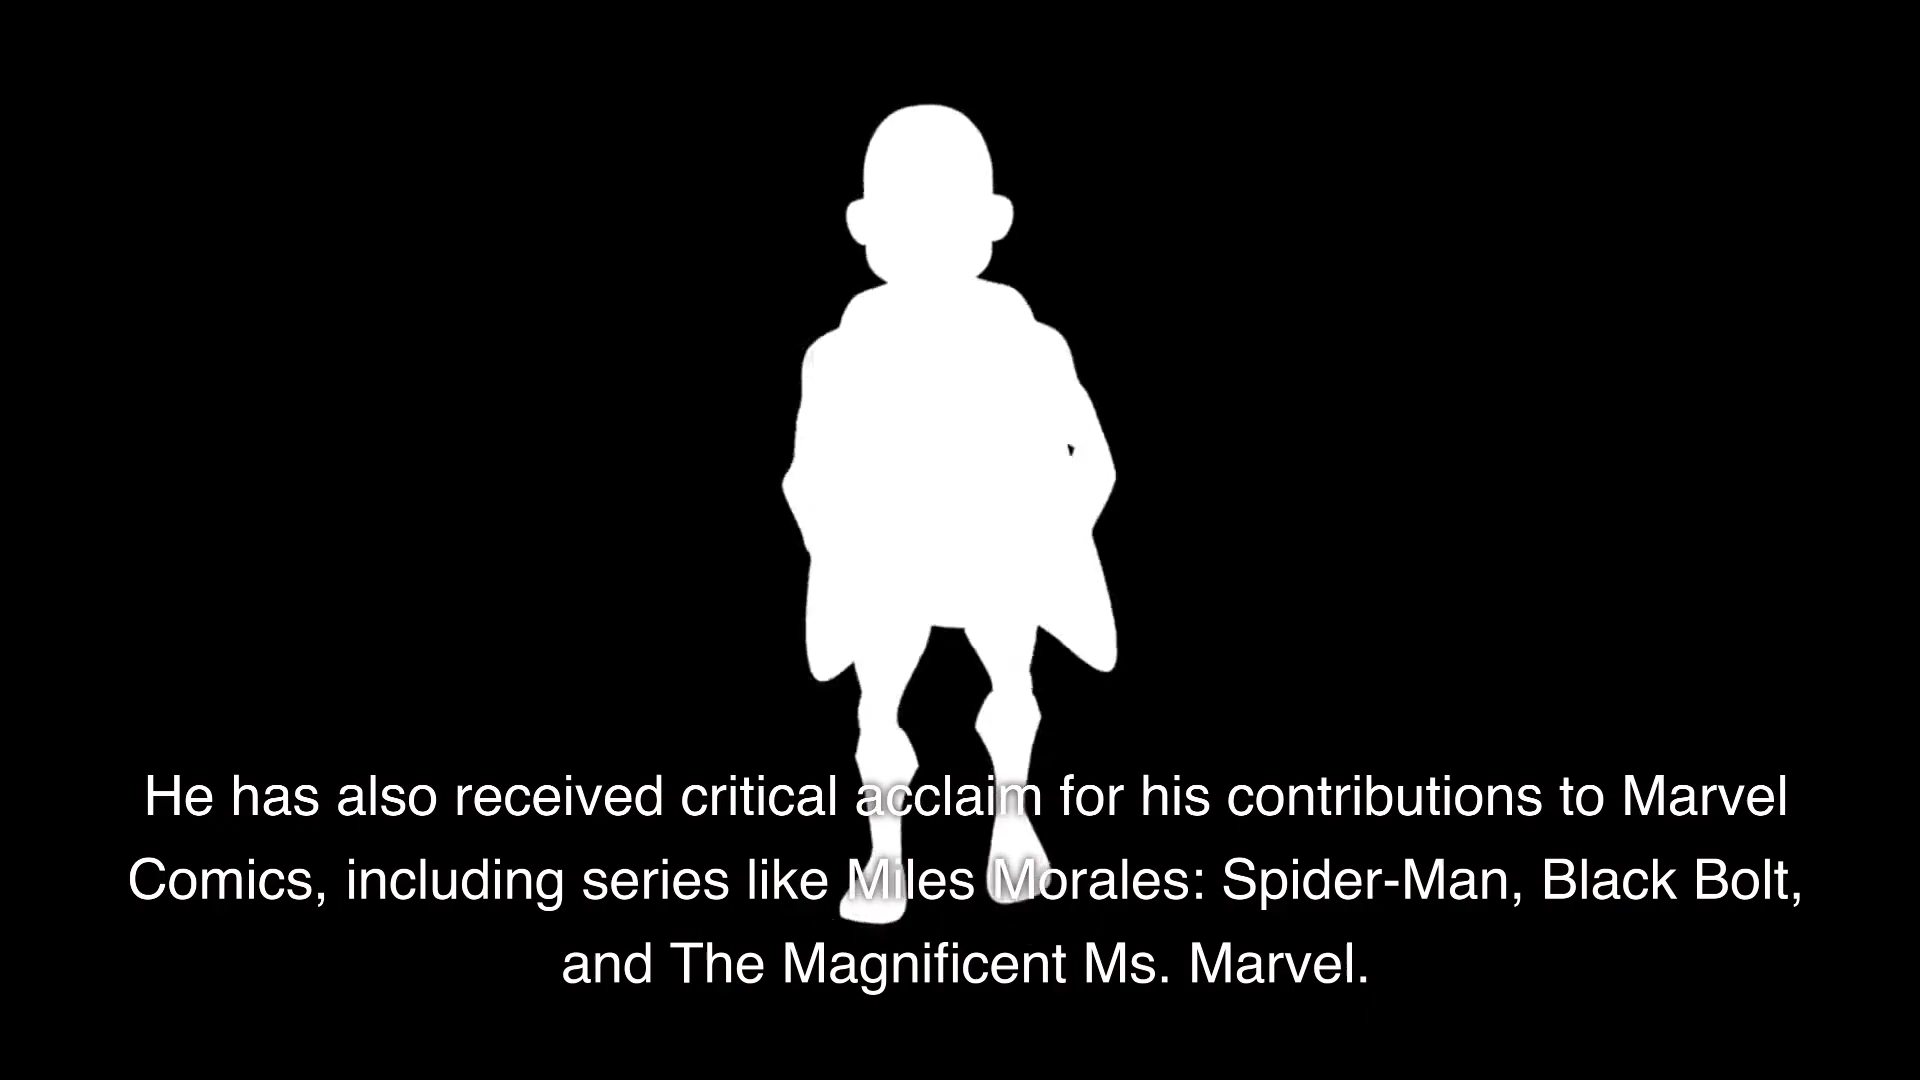 He has also received critical acclaim for his contributions to Marvel
Comics, including series like Miles Morales: Spider-Man, Black Bolt,
and The Magnificent Ms. Marvel.